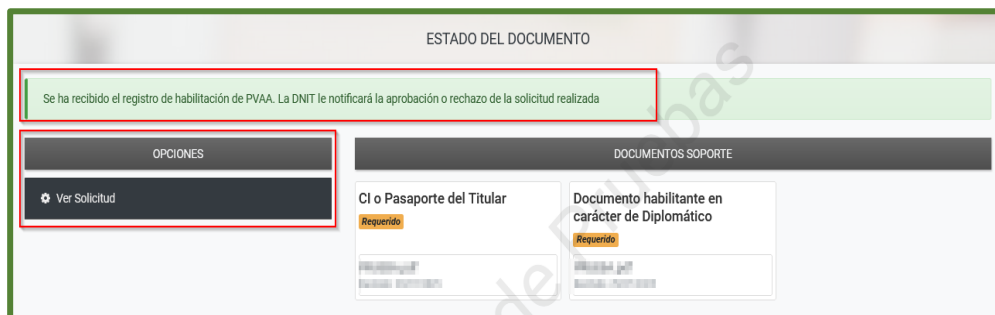 ESTADO DEL DOCUMENTO
Se ha recibido el registro de habilitación de PVAA. La DNIT le notificará la aprobación o rechazo de la solicitud realizada
OPCIONES
DOCUMENTOS SOPORTE
Ver Solicitud
CI o Pasaporte del Titular
Requerido
Documento habilitante en
carácter de Diplomático
Requerido
de Pruebas